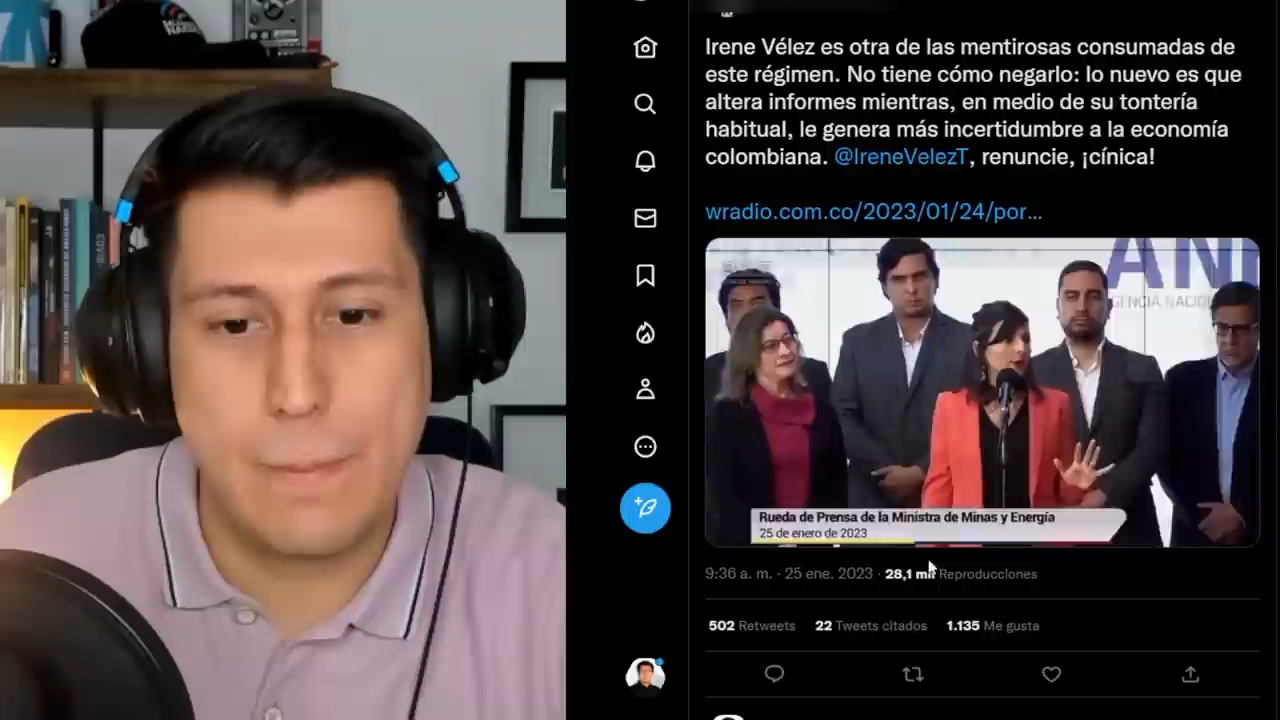 Irene Vélez es otra de las mentirosas consumadas de
este régimen. No tiene cómo negarlo: lo nuevo es que
altera informes mientras, en medio de su tontería
habitual, le genera más incertidumbre a la economía
colombiana. @IreneVelezT, renuncie, ¡cínica!
wradio.com.co/2023/01/24/por...
AN
GENCIA NACIO
Rueda de Prensa de la Ministra de Minas y Energía
25 de enero de 2023
9:36 a. m. · 25 ene. 2023 · 28,1 mil Reproducciones
502 Retweets 22 Tweets citados 1.135 Me gusta